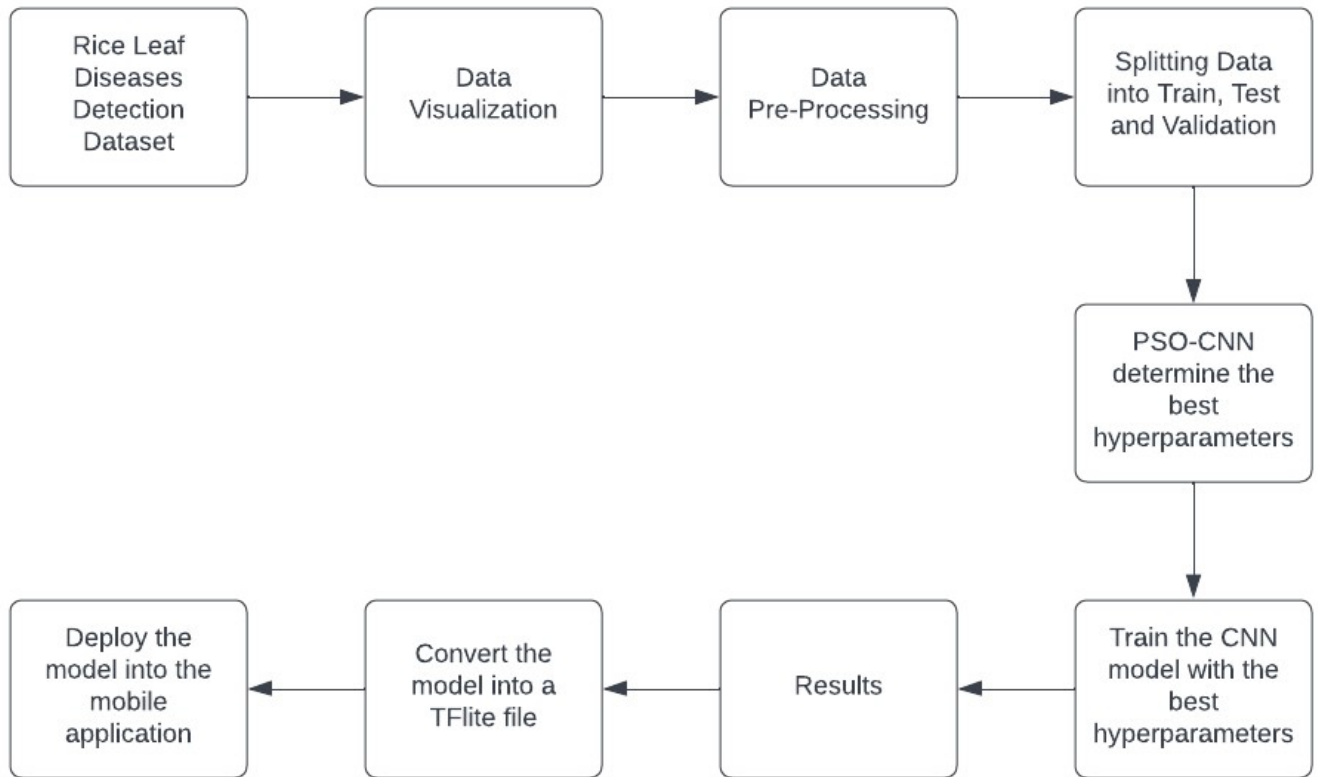 Rice Leaf
Diseases
Detection
Dataset
Data
Visualization
Data
Pre-Processing
Splitting Data
into Train, Test
and Validation
PSO-CNN
determine the
best
hyperparameters
Train the CNN
model with the
best
hyperparameters
Results
Convert the
model into a
TFlite file
Deploy the
model into the
mobile
application